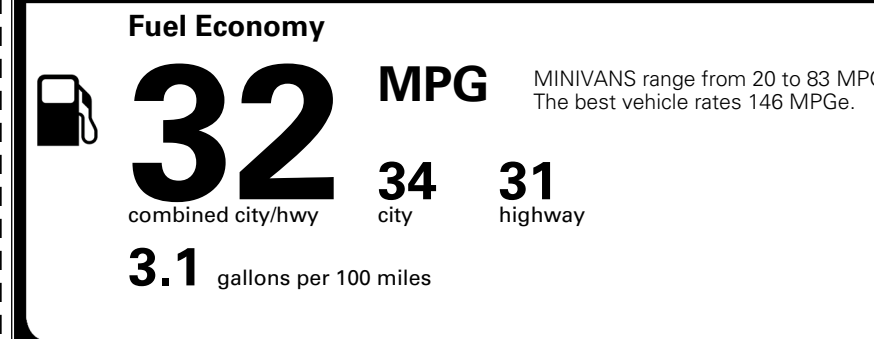 Fuel Economy
32 MPG
MINIVANS range from 20 to 83 MPG
The best vehicle rates 146 MPGe.
34 31
combined city/hwy city highway
3.1 gallons per 100 miles